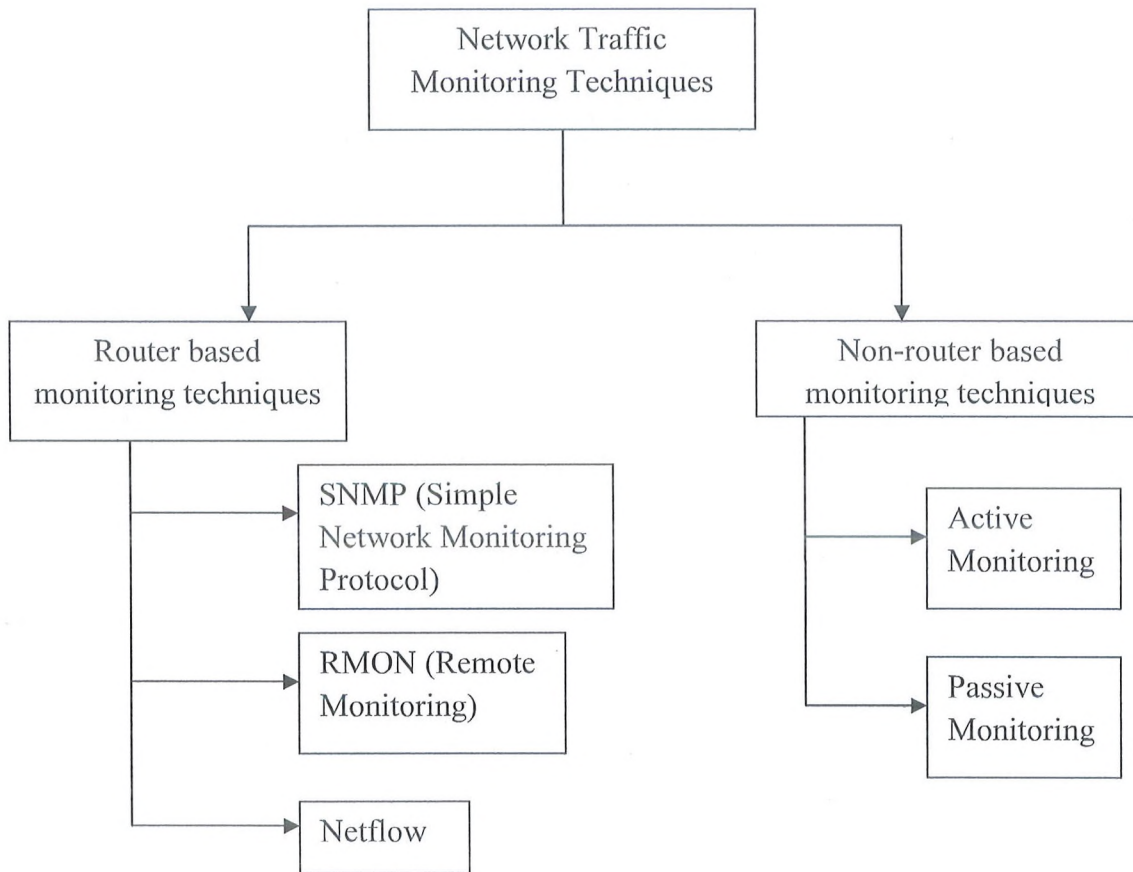 Network Traffic
Monitoring Techniques
Router based
monitoring techniques
Non-router based
monitoring techniques
SNMP (Simple
Network Monitoring
Protocol)
RMON (Remote
Monitoring)
Netflow
Active
Monitoring
Passive
Monitoring